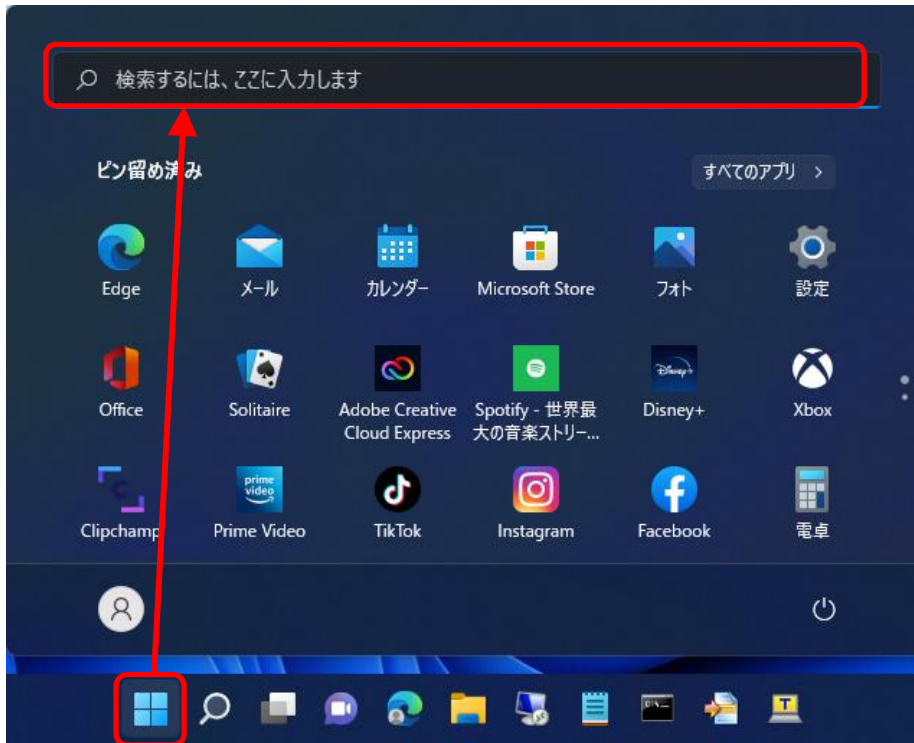 検索するには、ここに入力します
ピン留め済み
すべてのアプリ >
Edge
メール
カレンダー
Microsoft Store
フォト
設定
Office
Solitaire
Adobe Creative
Cloud Express
Spotify - 世界最
大の音楽ストリー...
Disney+
Disney+
Xbox
prime
video
Clipchamp
Prime Video
TikTok
Instagram
Facebook
電卓
T